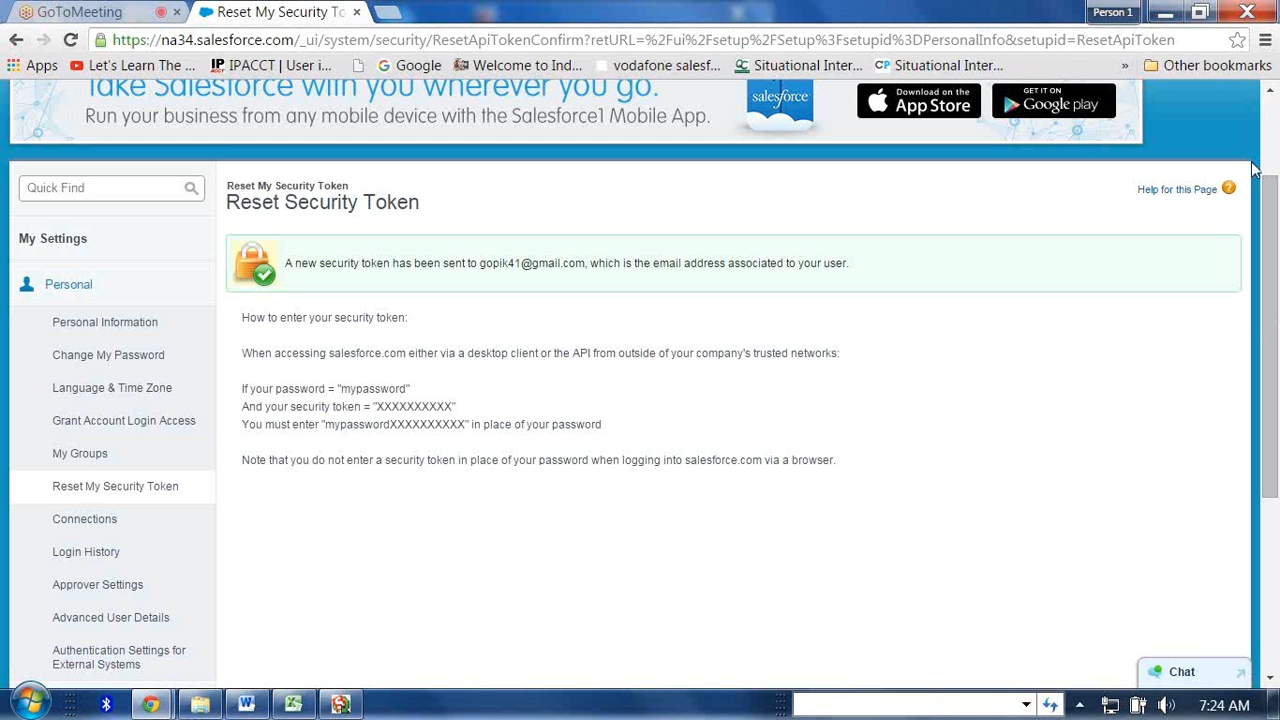 GoToMeeting
Reset My Security To
Person 1
https://na34.salesforce.com/_ui/system/security/ResetApiTokenConfirm?retURL=%2Fui%2Fsetup%2FSetup%3Fsetupid%3DPersonalInfo&setupid=ResetApiToken
Apps Let's Learn The ... IPACCT | User i... Google Welcome to Ind... vodafone salesf... Situational Inter... CP Situational Inter... » Other bookmarks
Take Salesforce with you wherever you go.
Run your business from any mobile device with the Salesforce1 Mobile App.
salesforce
Download on the
App Store
GET IT ON
Google play
Quick Find
Reset My Security Token
Reset Security Token
Help for this Page ?
My Settings
A new security token has been sent to gopik41@gmail.com, which is the email address associated to your user.
Personal
Personal Information
Change My Password
Language & Time Zone
Grant Account Login Access
My Groups
Reset My Security Token
Connections
Login History
Approver Settings
Advanced User Details
Authentication Settings for
External Systems
How to enter your security token:
When accessing salesforce.com either via a desktop client or the API from outside of your company's trusted networks:
If your password = "mypassword"
And your security token = "XXXXXXXXXX"
You must enter "mypasswordXXXXXXXXXX" in place of your password
Note that you do not enter a security token in place of your password when logging into salesforce.com via a browser.
Chat
7:24 AM